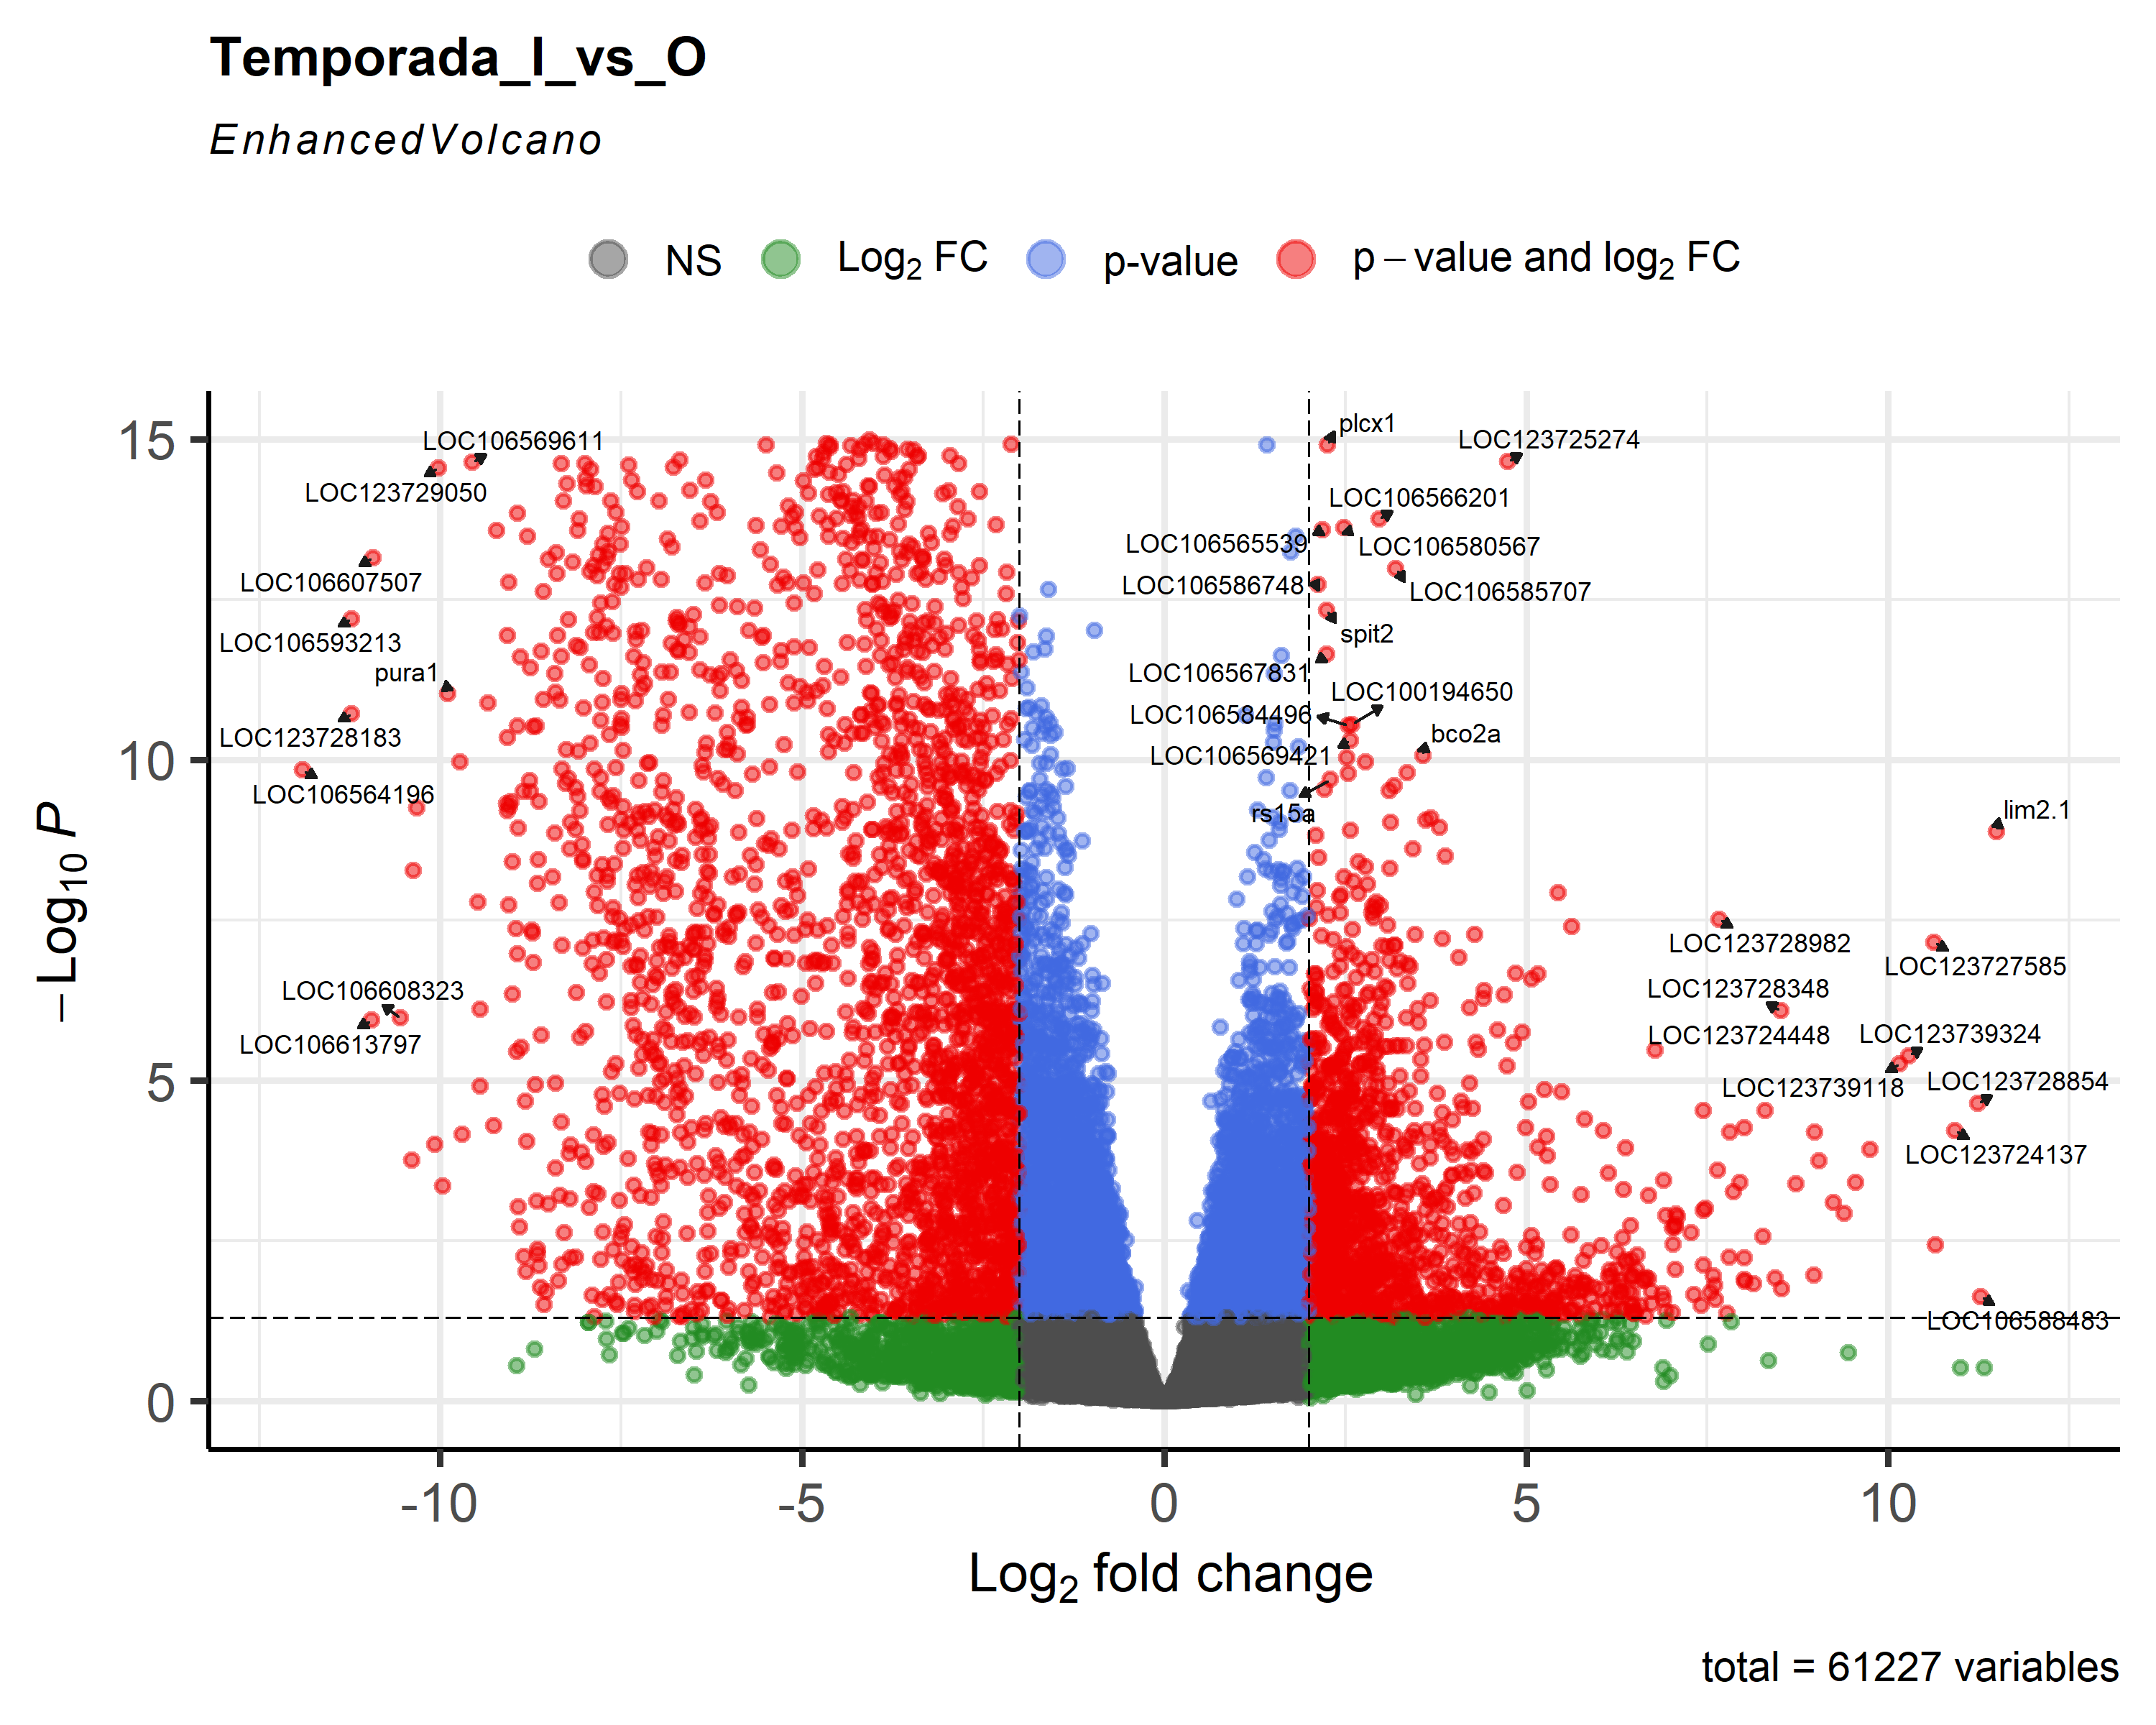 Temporada_I_vs_O
EnhancedVolcano
NS
Log2 FC
p-value
p – value and log2 FC
−Log10 P
15
10
5
0
LOC106569611
LOC123729050
LOC106607507
LOC106593213
pura1
LOC123728183
LOC106564196
LOC106608323
LOC106613797
plcx1
LOC123725274
LOC106566201
LOC106565539
LOC106580567
LOC106586748
LOC106585707
spit2
LOC106567831
LOC100194650
LOC106584496
bco2a
LOC106569421
rs15a
lim2.1
LOC123728982
LOC123727585
LOC123728348
LOC123724448
LOC123739324
LOC123739118
LOC123728854
LOC123724137
LOC106588483
-10
-5
0
5
10
Log2 fold change
total = 61227 variables